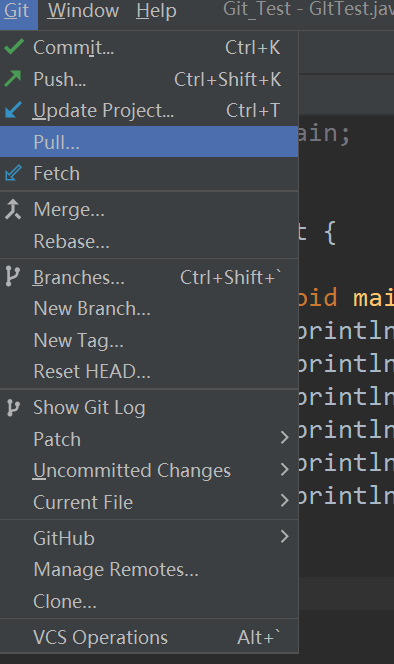 Git Window Help Git_Test - GItTest.jav
Commit... Ctrl+K
Push... Ctrl+Shift+K
Update Project... Ctrl+T
Pull...
ain;
Fetch
Merge...
t {
Rebase...
Branches... Ctrl+Shift+`
oid mai
New Branch...
println
New Tag...
println
Reset HEAD...
println
Show Git Log
println
Patch
println
Uncommitted Changes
println
Current File
GitHub
Manage Remotes...
Clone...
VCS Operations Alt+`